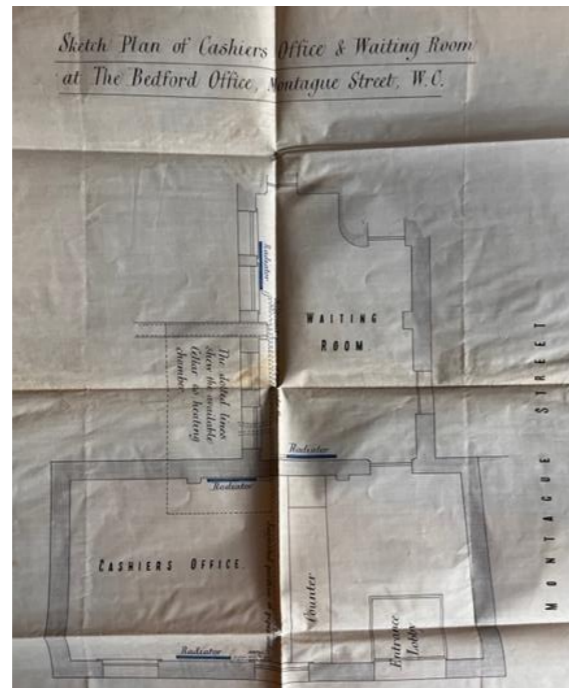 Sketch Plan of Cashiers Office & Waiting Room
at The Bedford Office, Montague Street, W.C.
Radiator
WAITING
ROOM
The dotted lines
shew the available
Cellar as heating
chamber
MONTAGUE STREET
Radiator
Radiator
CASHIERS OFFICE.
Counter
Entrance
Lobby
Radiator